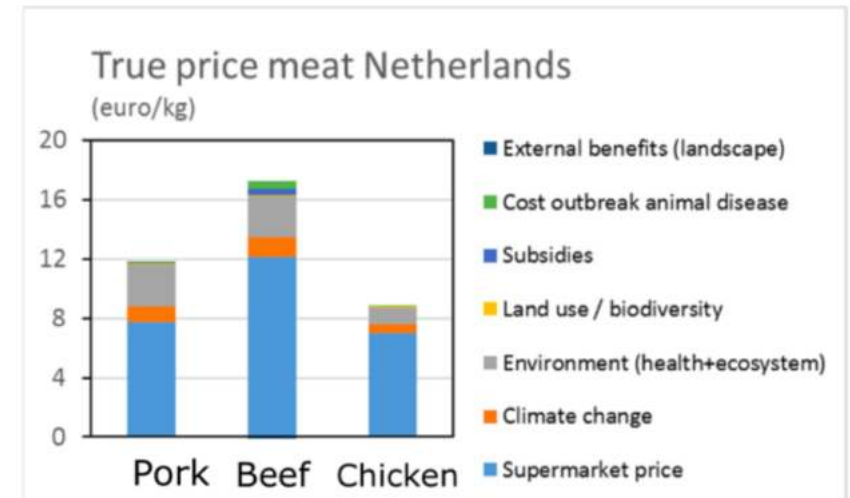 True price meat Netherlands
(euro/kg)
20
16
12
8
4
0
Pork Beef Chicken
External benefits (landscape)
Cost outbreak animal disease
Subsidies
Land use / biodiversity
Environment (health+ecosystem)
Climate change
Supermarket price